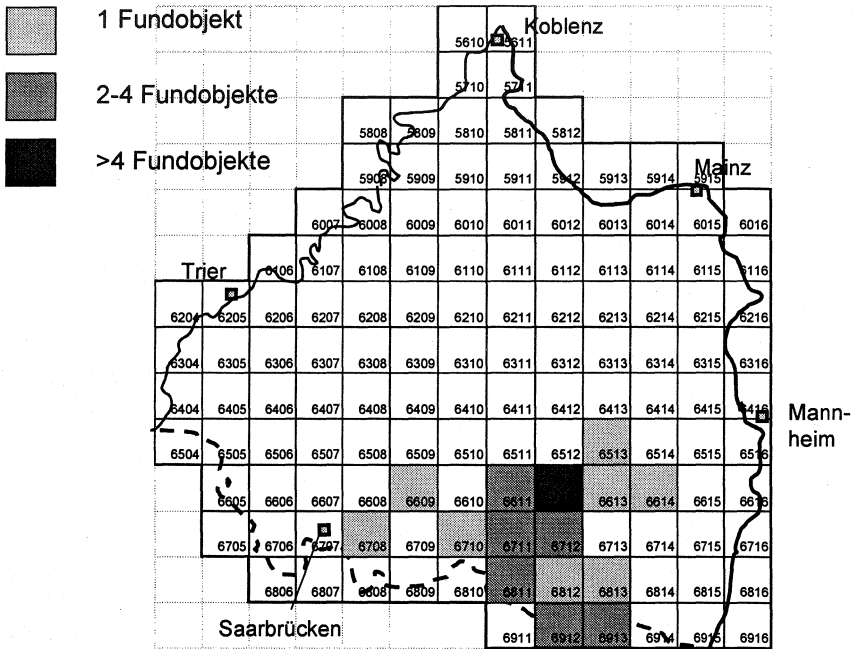 1 Fundobjekt
2-4 Fundobjekte
>4 Fundobjekte
Koblenz
5610 5611
5710 5711
5808 5809 5810 5811 5812
Mainz
5908 5909 5910 5911 5912 5913 5914 5915
6007 6008 6009 6010 6011 6012 6013 6014 6015 6016
Trier
6106 6107 6108 6109 6110 6111 6112 6113 6114 6115 6116
6204 6205 6206 6207 6208 6209 6210 6211 6212 6213 6214 6215 6216
6304 6305 6306 6307 6308 6309 6310 6311 6312 6313 6314 6315 6316
6404 6405 6406 6407 6408 6409 6410 6411 6412 6413 6414 6415 6416
Mann-
heim
6504 6505 6506 6507 6508 6509 6510 6511 6512 6513 6514 6515 6516
6605 6606 6607 6608 6609 6610 6611 6613 6614 6615 6616
6705 6706 6707 6708 6709 6710 6711 6712 6713 6714 6715 6716
6806 6807 6808 6809 6810 6811 6812 6813 6814 6815 6816
Saarbrücken
6911 6912 6913 6914 6915 6916